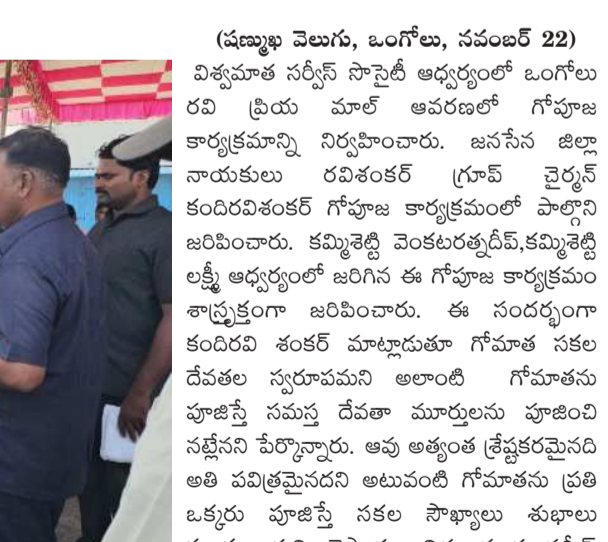 (షణ్ముఖ వెలుగు, ఒంగోలు, నవంబర్ 22)
విశ్వమాత సర్వీస్ సొసైటీ ఆధ్వర్యంలో ఒంగోలు
రవి ప్రియ మాల్ ఆవరణలో గోపూజ
కార్యక్రమాన్ని నిర్వహించారు. జనసేన జిల్లా
నాయకులు రవిశంకర్ గ్రూప్ చైర్మన్
కందిరవిశంకర్ గోపూజ కార్యక్రమంలో పాల్గొని
జరిపించారు. కమ్మిశెట్టి వెంకటరత్నదీప్,కమ్మిశెట్టి
లక్ష్మీ ఆధ్వర్యంలో జరిగిన ఈ గోపూజ కార్యక్రమం
జరిపించారు. ఈ సందర్భంగా
కందిరవి శంకర్ మాట్లాడుతూ గోమాత సకల
దేవతల స్వరూపమని అలాంటి గోమాతను
పూజిస్తే సమస్త దేవతా మూర్తులను పూజించి
నట్లేనని పేర్కొన్నారు. ఆవు అత్యంత శ్రేష్టకరమైనది
అతి పవిత్రమైనదని అటువంటి గోమాతను ప్రతి
ఒక్కరు పూజిస్తే సకల సౌఖ్యాలు శుభాలు